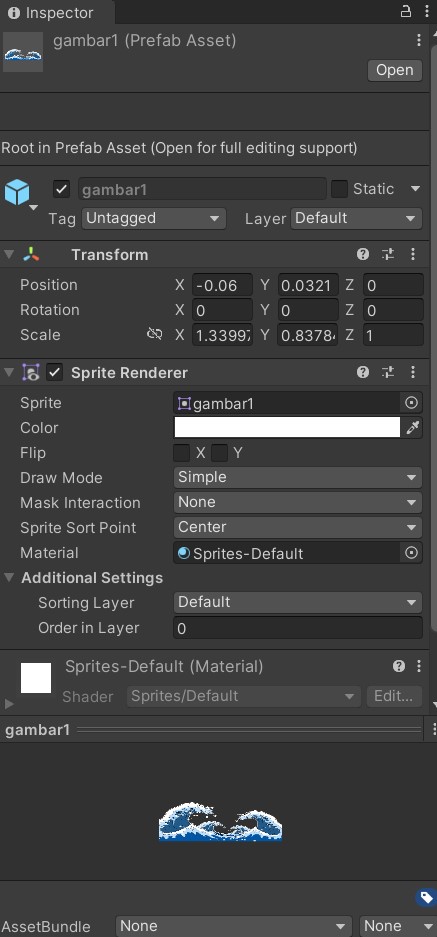 Inspector
gambar1 (Prefab Asset)
Open
Root in Prefab Asset (Open for full editing support)
gambar1 Static
Tag Untagged Layer Default
Transform
Position X -0.06 Y 0.0321 Z 0
Rotation X 0 Y 0 Z 0
Scale X 1.33997 Y 0.8378 Z 1
Sprite Renderer
Sprite gambar1
Color
Flip X Y
Draw Mode Simple
Mask Interaction None
Sprite Sort Point Center
Material Sprites-Default
Additional Settings
Sorting Layer Default
Order in Layer 0
Sprites-Default (Material)
Shader Sprites/Default Edit...
gambar1
AssetBundle None None